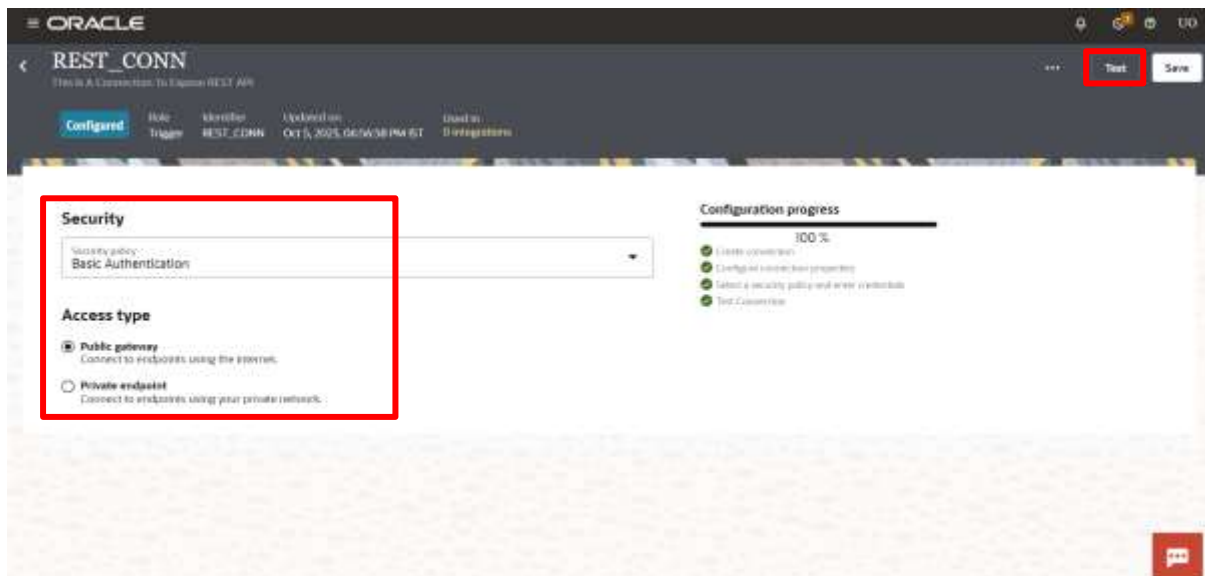 ORACLE
UO
REST_CONN
This Is A Connection To Expose REST API
Test
Save
Configured
Role
Trigger
Identifier
REST_CONN
Updated on
Oct 5, 2025, PM IST
Used in
0 integrations
Security
Security policy
Basic Authentication
Access type
Public gateway
Connect to endpoints using the internet.
Private endpoint
Connect to endpoints using your private network.
Configuration progress
100 %
Create connection
Configure connection properties
Select a security policy and enter credentials
Test Connection